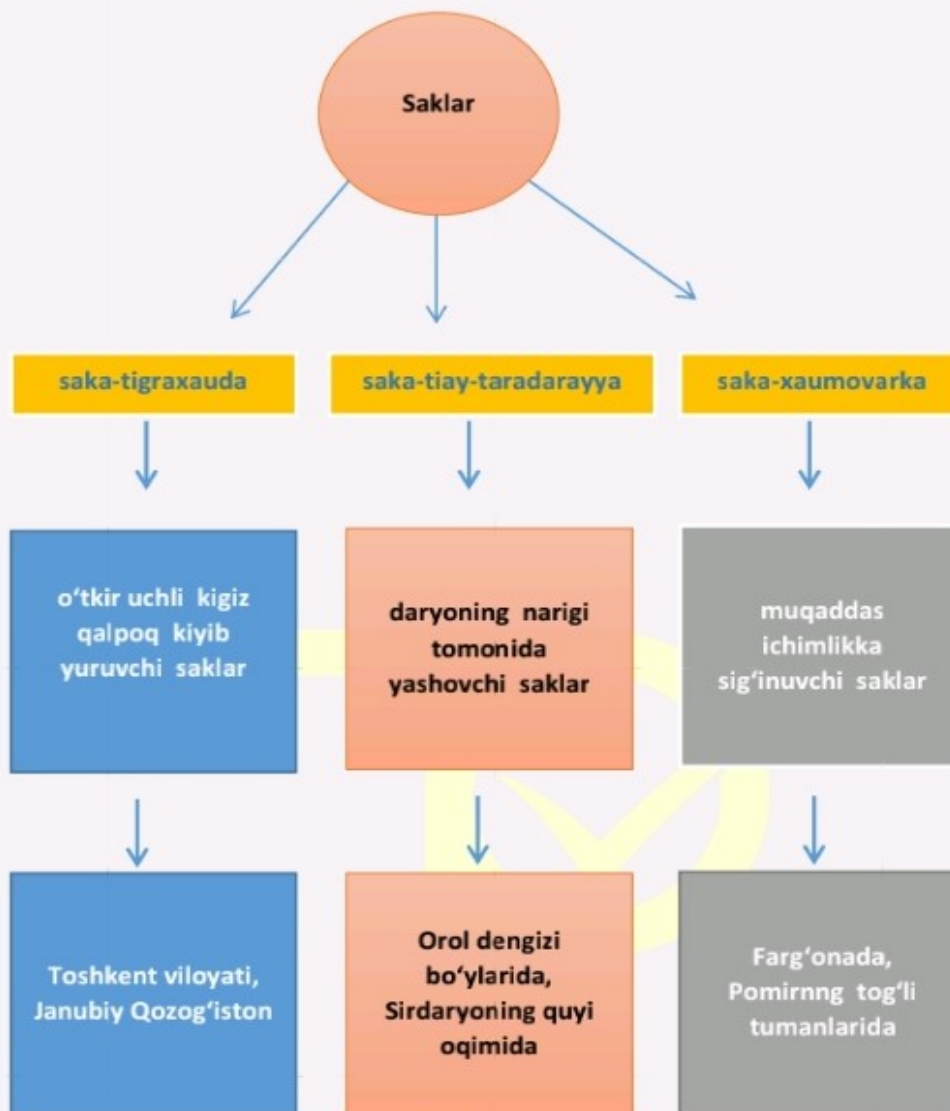 Saklar
saka-tigraxauda
saka-tiay-taradarayya
saka-xaumovarka
o‘tkir uchli kigiz
qalpoq kiyib
yuruvchi saklar
daryoning narigi
tomonida
yashovchi saklar
muqaddas
ichimlikka
sig‘inuvchi saklar
Toshkent viloyati,
Janubiy Qozog‘iston
Orol dengizi
bo‘ylarida,
Sirdaryoning quyi
oqimida
Farg‘onada,
Pomirnng tog‘li
tumanlarida